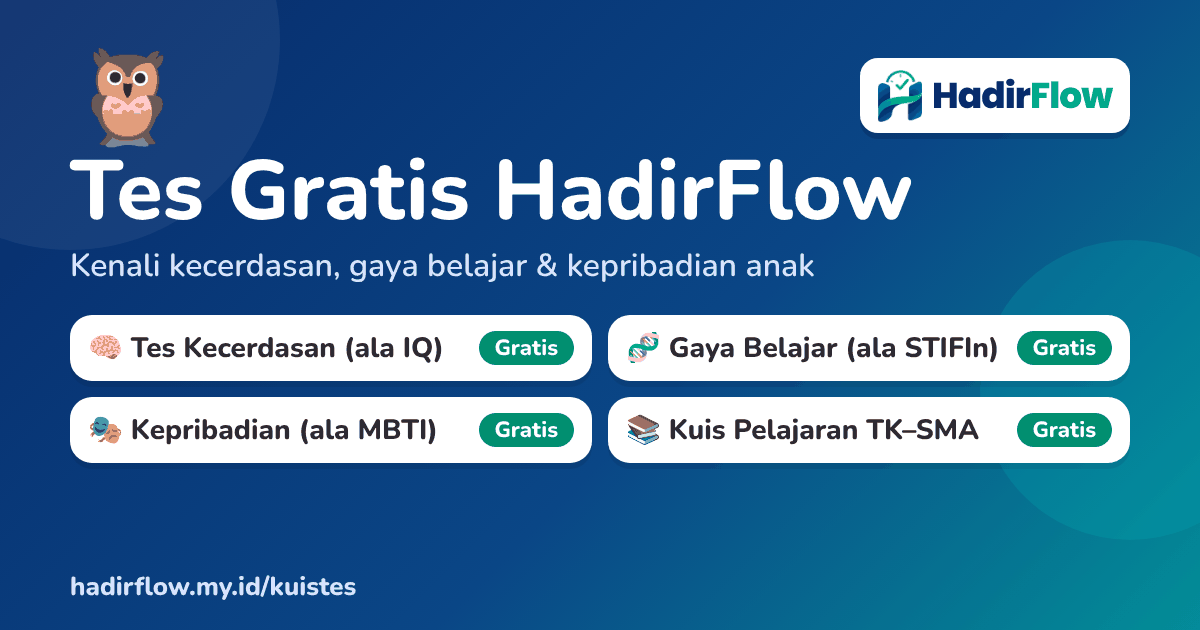 HadirFlow
Tes Gratis HadirFlow
Kenali kecerdasan, gaya belajar & kepribadian anak
Tes Kecerdasan (ala IQ) Gratis
Gaya Belajar (ala STIFIn) Gratis
Kepribadian (ala MBTI) Gratis
Kuis Pelajaran TK–SMA Gratis
hadirflow.my.id/kuistes